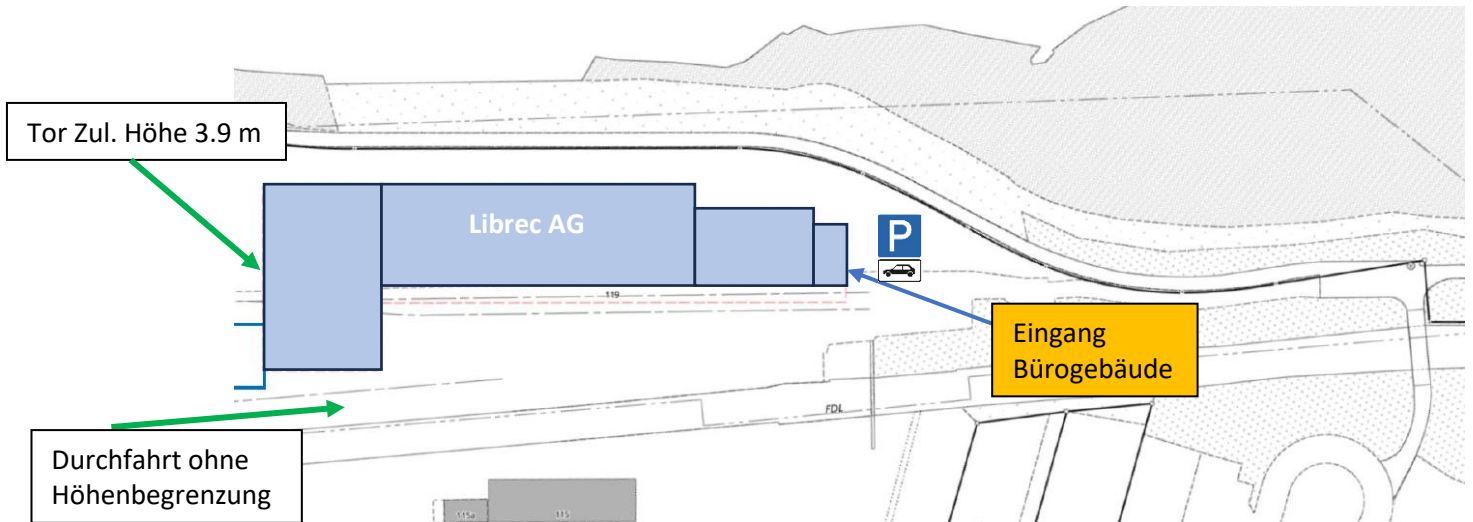 Tor Zul. Höhe 3.9 m
Librec AG
P
119
Eingang
Bürogebäude
FDL
Durchfahrt ohne
Höhenbegrenzung
115a
115